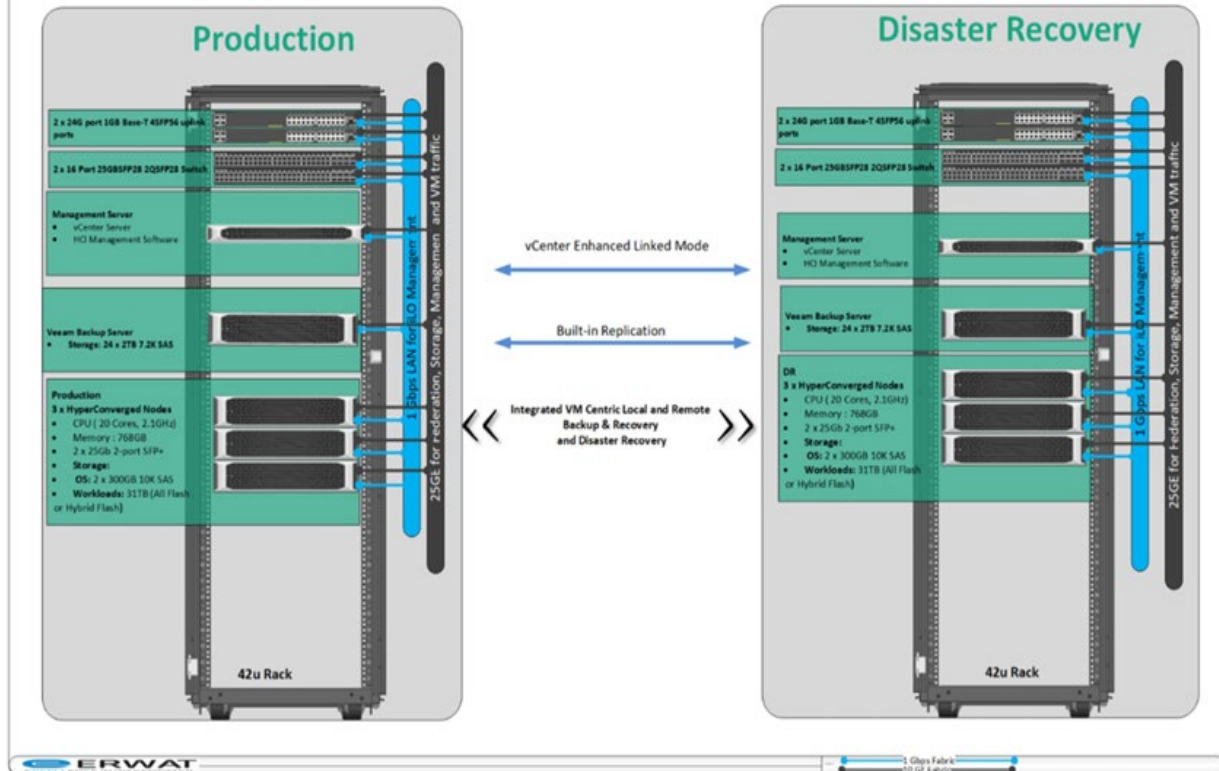 Production
2 x 24G port 1GB Base-T 4SFP56 uplink
ports
2 x 16 Port 25GBSFP28 2QSFP28 Switch
Management Server
vCenter Server
HCI Management Software
Veeam Backup Server
Storage: 24 x 2TB 7.2K SAS
Production
3 x HyperConverged Nodes
CPU ( 20 Cores, 2.1GHz)
Memory : 768GB
2 x 25Gb 2-port SFP+
Storage:
OS: 2 x 300GB 10K SAS
Workloads: 31TB (All Flash
or Hybrid Flash)
1 Gbps LAN for iLO Management
25GE for Federation, Storage, Managemen and VM traffic
42u Rack
vCenter Enhanced Linked Mode
Built-in Replication
Integrated VM Centric Local and Remote
Backup & Recovery
and Disaster Recovery
Disaster Recovery
2 x 24G port 1GB Base-T 4SFP56 uplink
ports
2 x 16 Port 25GBSFP28 2QSFP28 Switch
Management Server
vCenter Server
HCI Management Software
Veeam Backup Server
Storage: 24 x 2TB 7.2K SAS
DR
3 x HyperConverged Nodes
CPU ( 20 Cores, 2.1GHz)
Memory : 768GB
2 x 25Gb 2-port SFP+
Storage:
OS: 2 x 300GB 10K SAS
Workloads: 31TB (All Flash
or Hybrid Flash)
1 Gbps LAN for iLO Management
25GE for Federation, Storage, Management and VM traffic
42u Rack
ERWAT
1 Gbps Fabric
10 GE Fabric